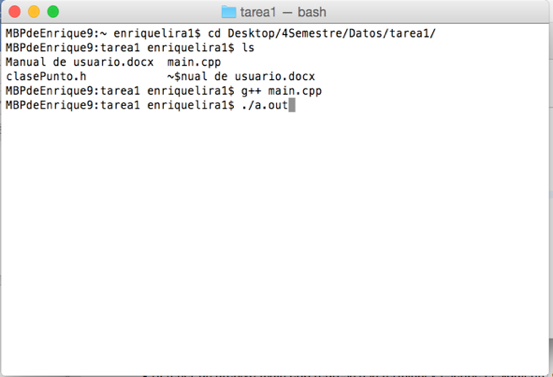 tarea1 — bash
MBPdeEnrique9:~ enriquelira1$ cd Desktop/4Semestre/Datos/tarea1/
MBPdeEnrique9:tarea1 enriquelira1$ ls
Manual de usuario.docx  main.cpp
clasePunto.h            ~$nual de usuario.docx
MBPdeEnrique9:tarea1 enriquelira1$ g++ main.cpp
MBPdeEnrique9:tarea1 enriquelira1$ ./a.out